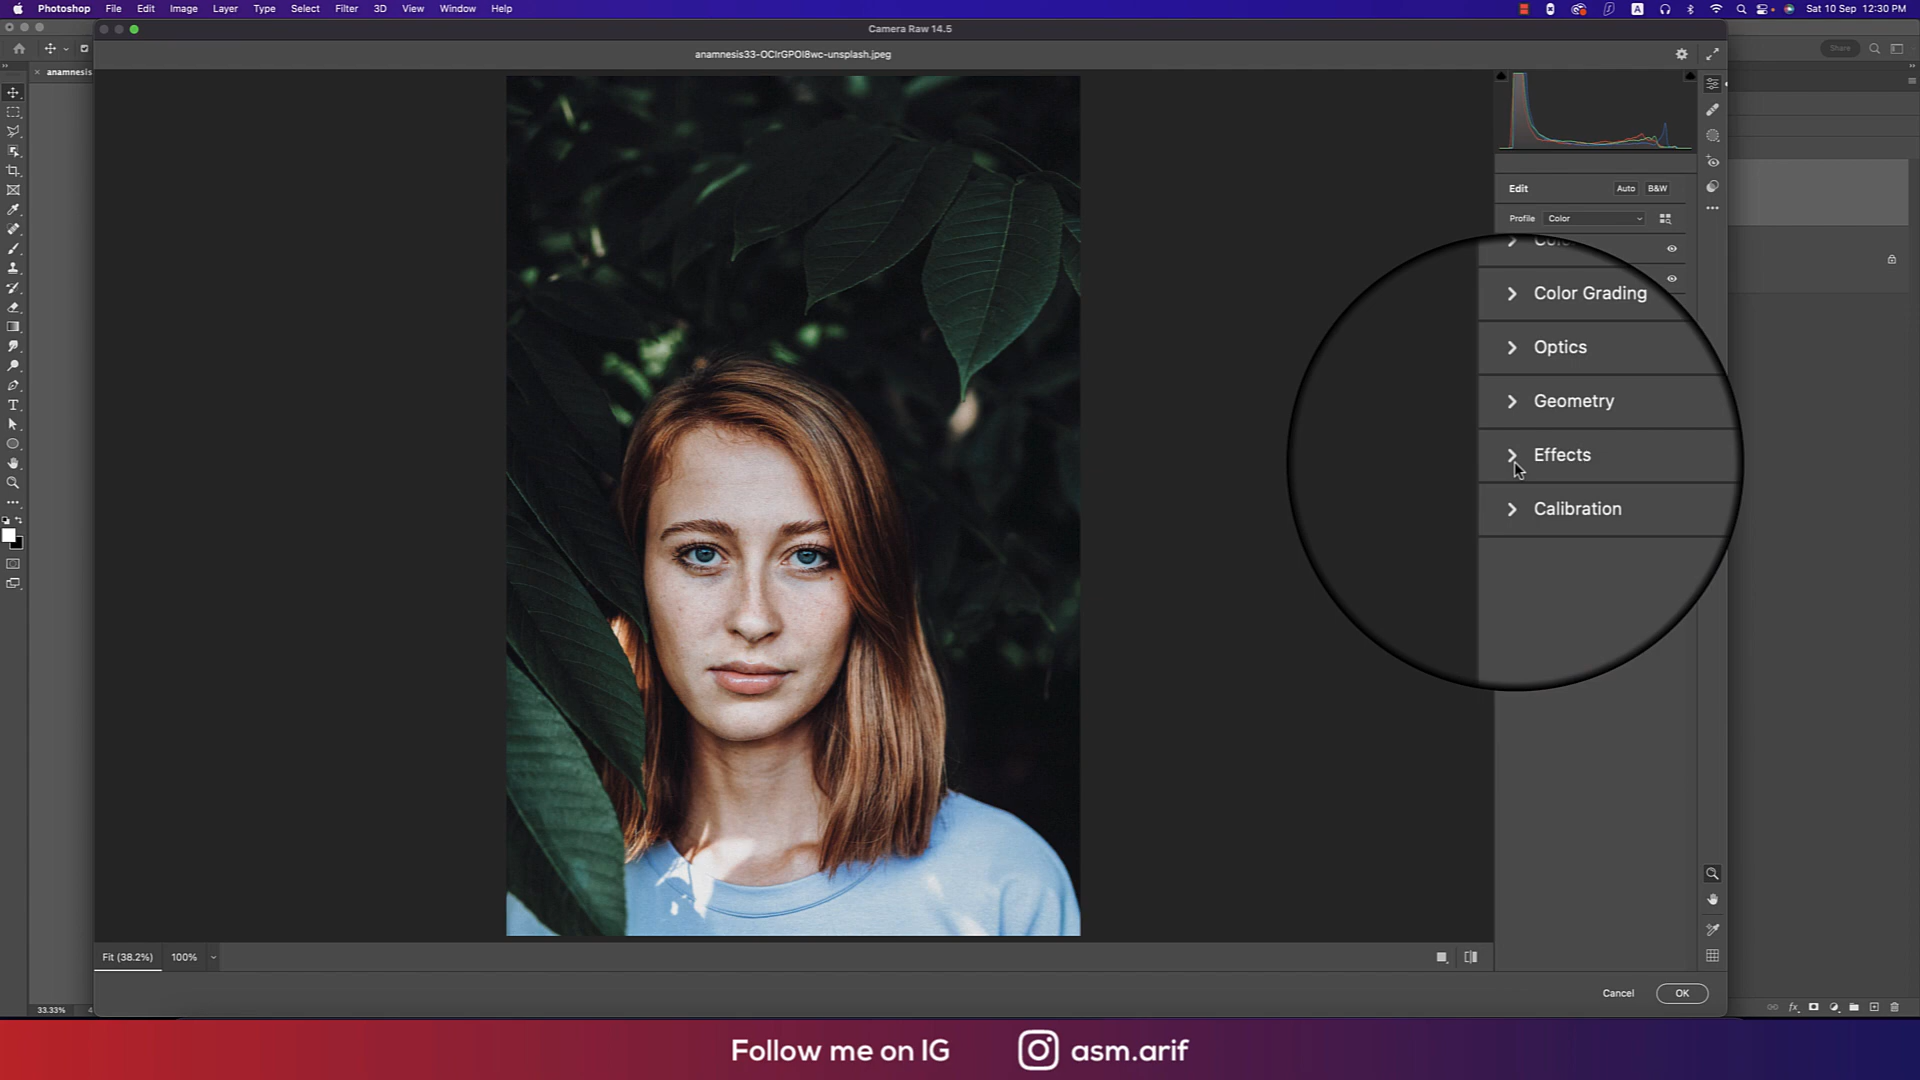 Photoshop File Edit Image Layer Type Select Filter 3D View Window Help
Sat 10 Sep 12:30 PM
Camera Raw 14.5
anamnesis33-OCIrGPOI8wc-unsplash.jpeg
Share
anamnesis
Edit Auto B&W
Profile Color
Color Grading
Optics
Geometry
Effects
Calibration
Fit (38.2%) 100%
Cancel OK
33.33%
fx
Follow me on IG asm.arif